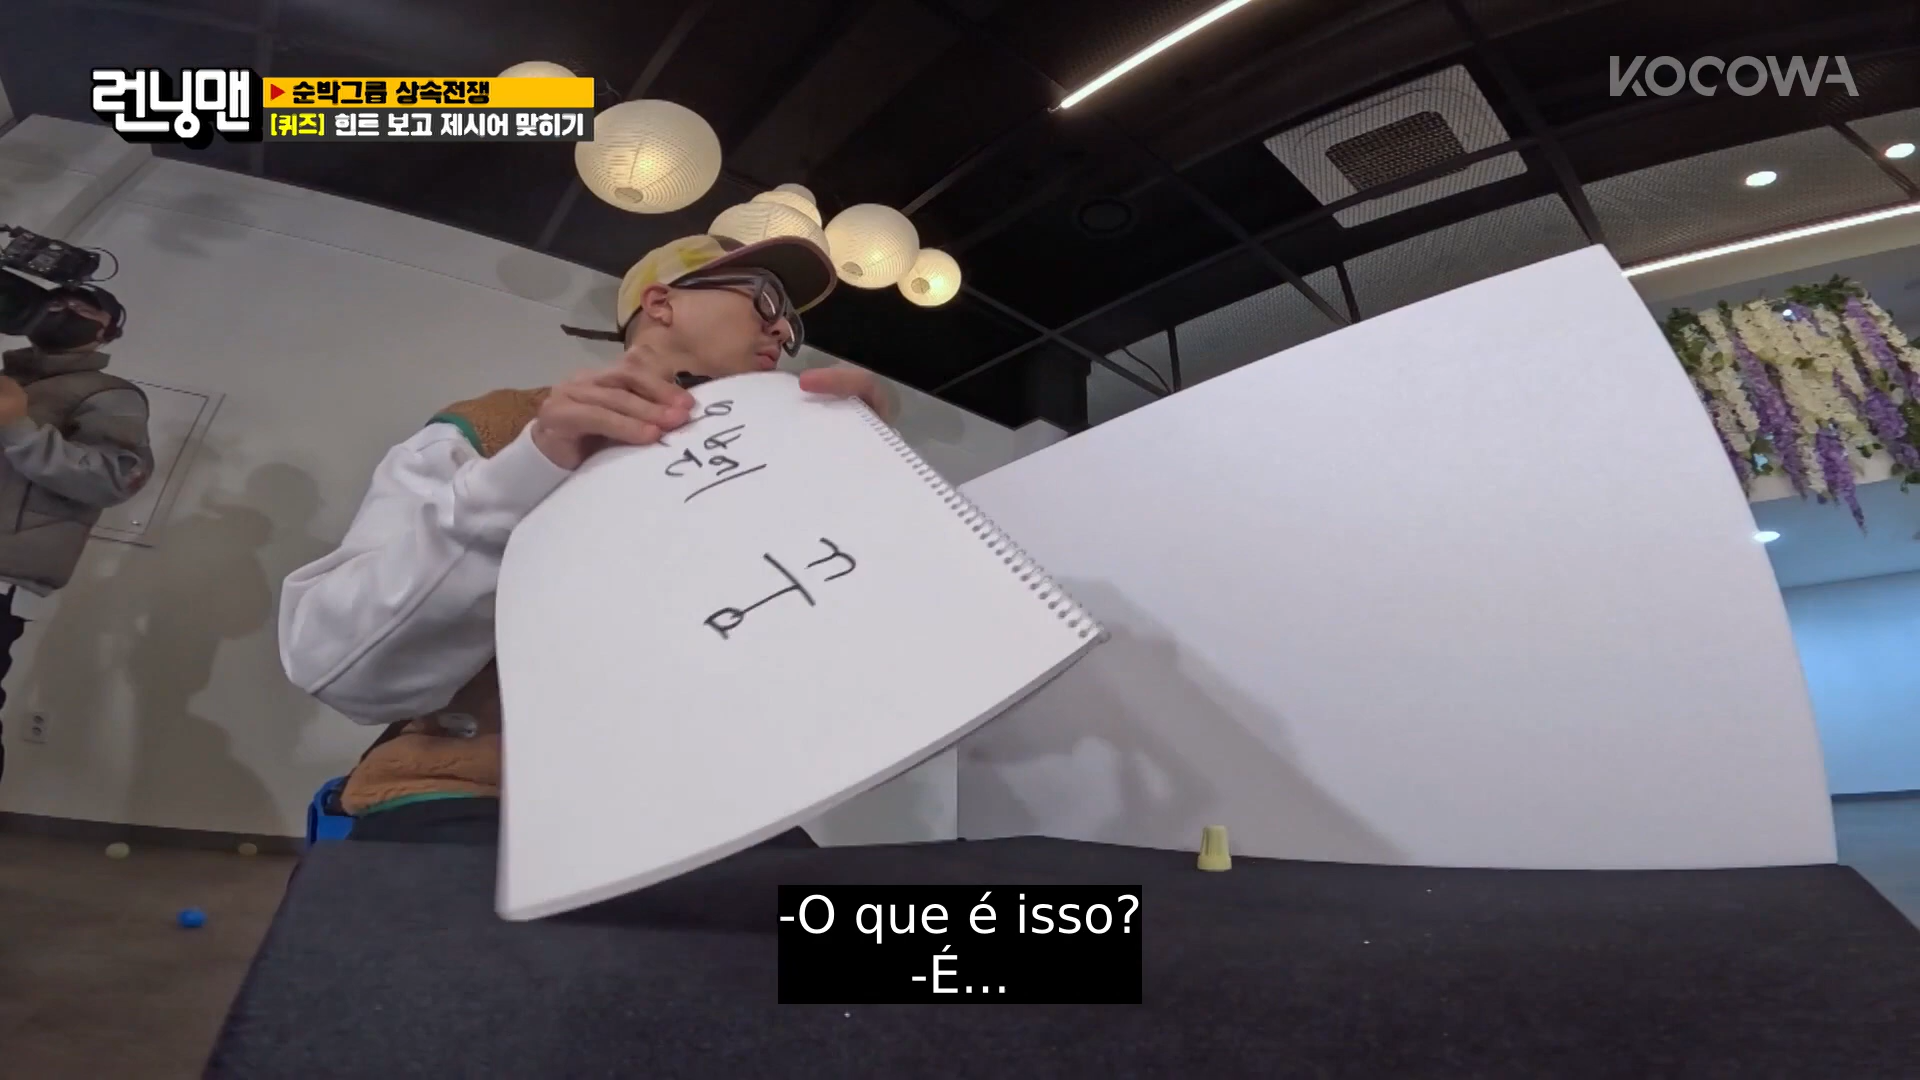 런닝맨
순박그룹 상속전쟁
[퀴즈] 힌트 보고 제시어 맞히기
KOCOWA
-O que é isso?
-É...